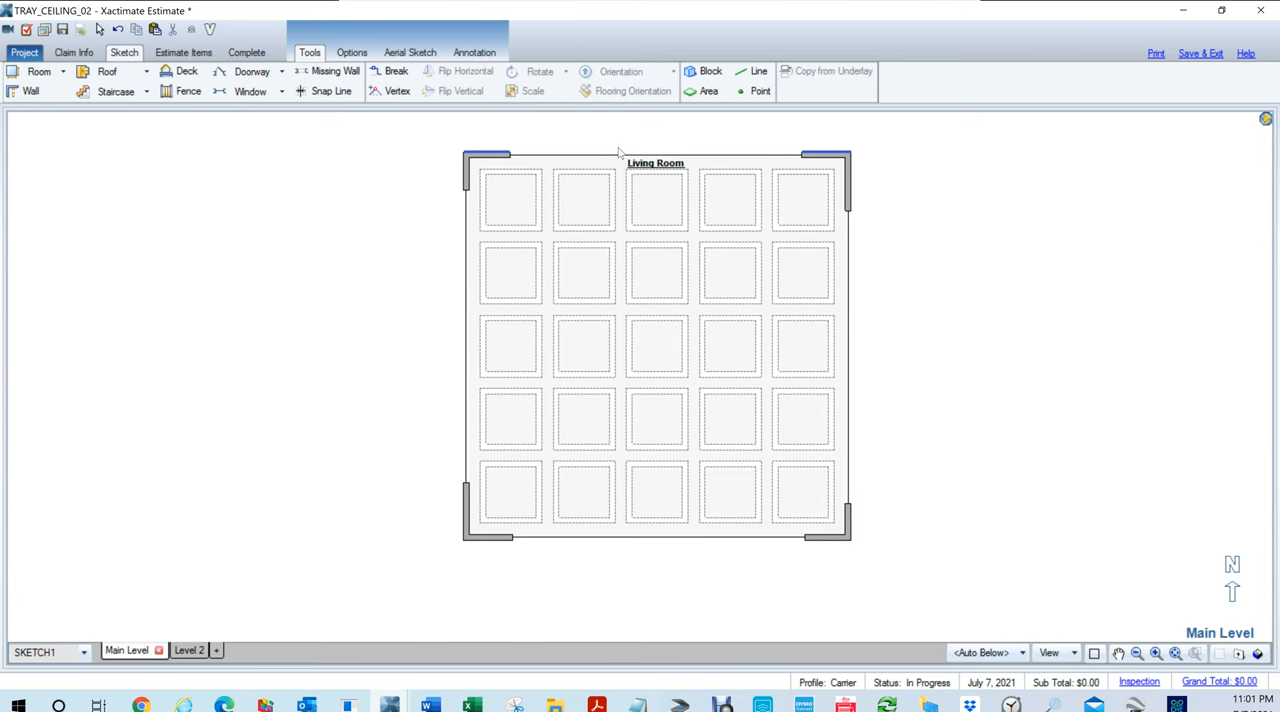 TRAY_CEILING_02 - Xactimate Estimate *
Project Claim Info Sketch Estimate Items Complete Tools Options Aerial Sketch Annotation Print Save & Exit Help
Room Roof Deck Doorway Missing Wall Break Flip Horizontal Rotate Orientation Block Line Copy from Underlay
Wall Staircase Fence Window Snap Line Vertex Flip Vertical Scale Flooring Orientation Area Point
Living Room
N
Main Level
SKETCH1 Main Level Level 2 + <Auto Below> View
Profile: Carrier Status: In Progress July 7, 2021 Sub Total: $0.00 Inspection Grand Total: $0.00
11:01 PM